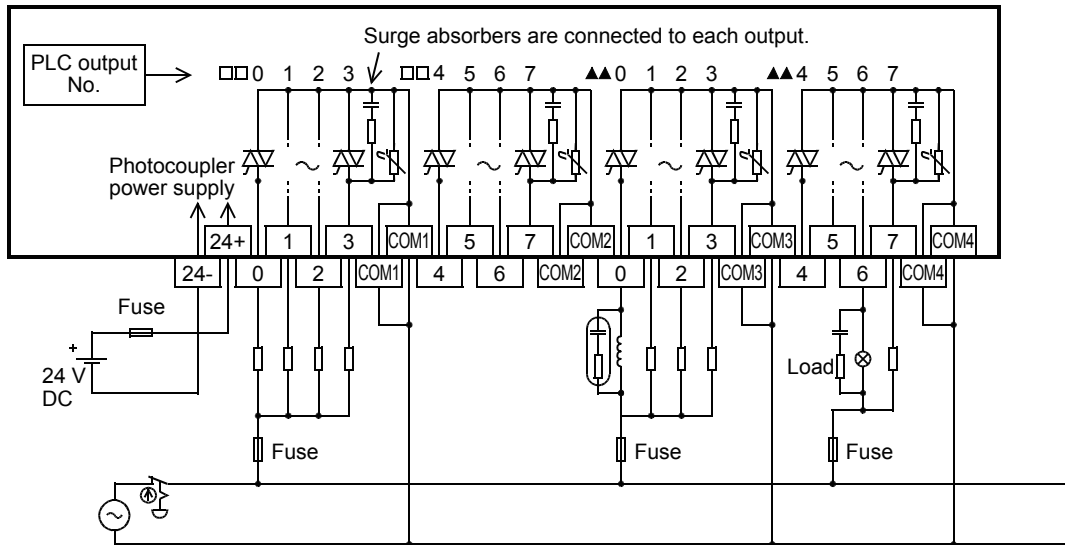 Surge absorbers are connected to each output.
PLC output
No.
□□0 1 2 3 □□4 5 6 7 ▲▲0 1 2 3 ▲▲4 5 6 7
Photocoupler
power supply
24+ 1 3 COM1 5 7 COM2 1 3 COM3 5 7 COM4
24- 0 2 COM1 4 6 COM2 0 2 COM3 4 6 COM4
Fuse
+
24 V
DC
Load
Fuse Fuse Fuse